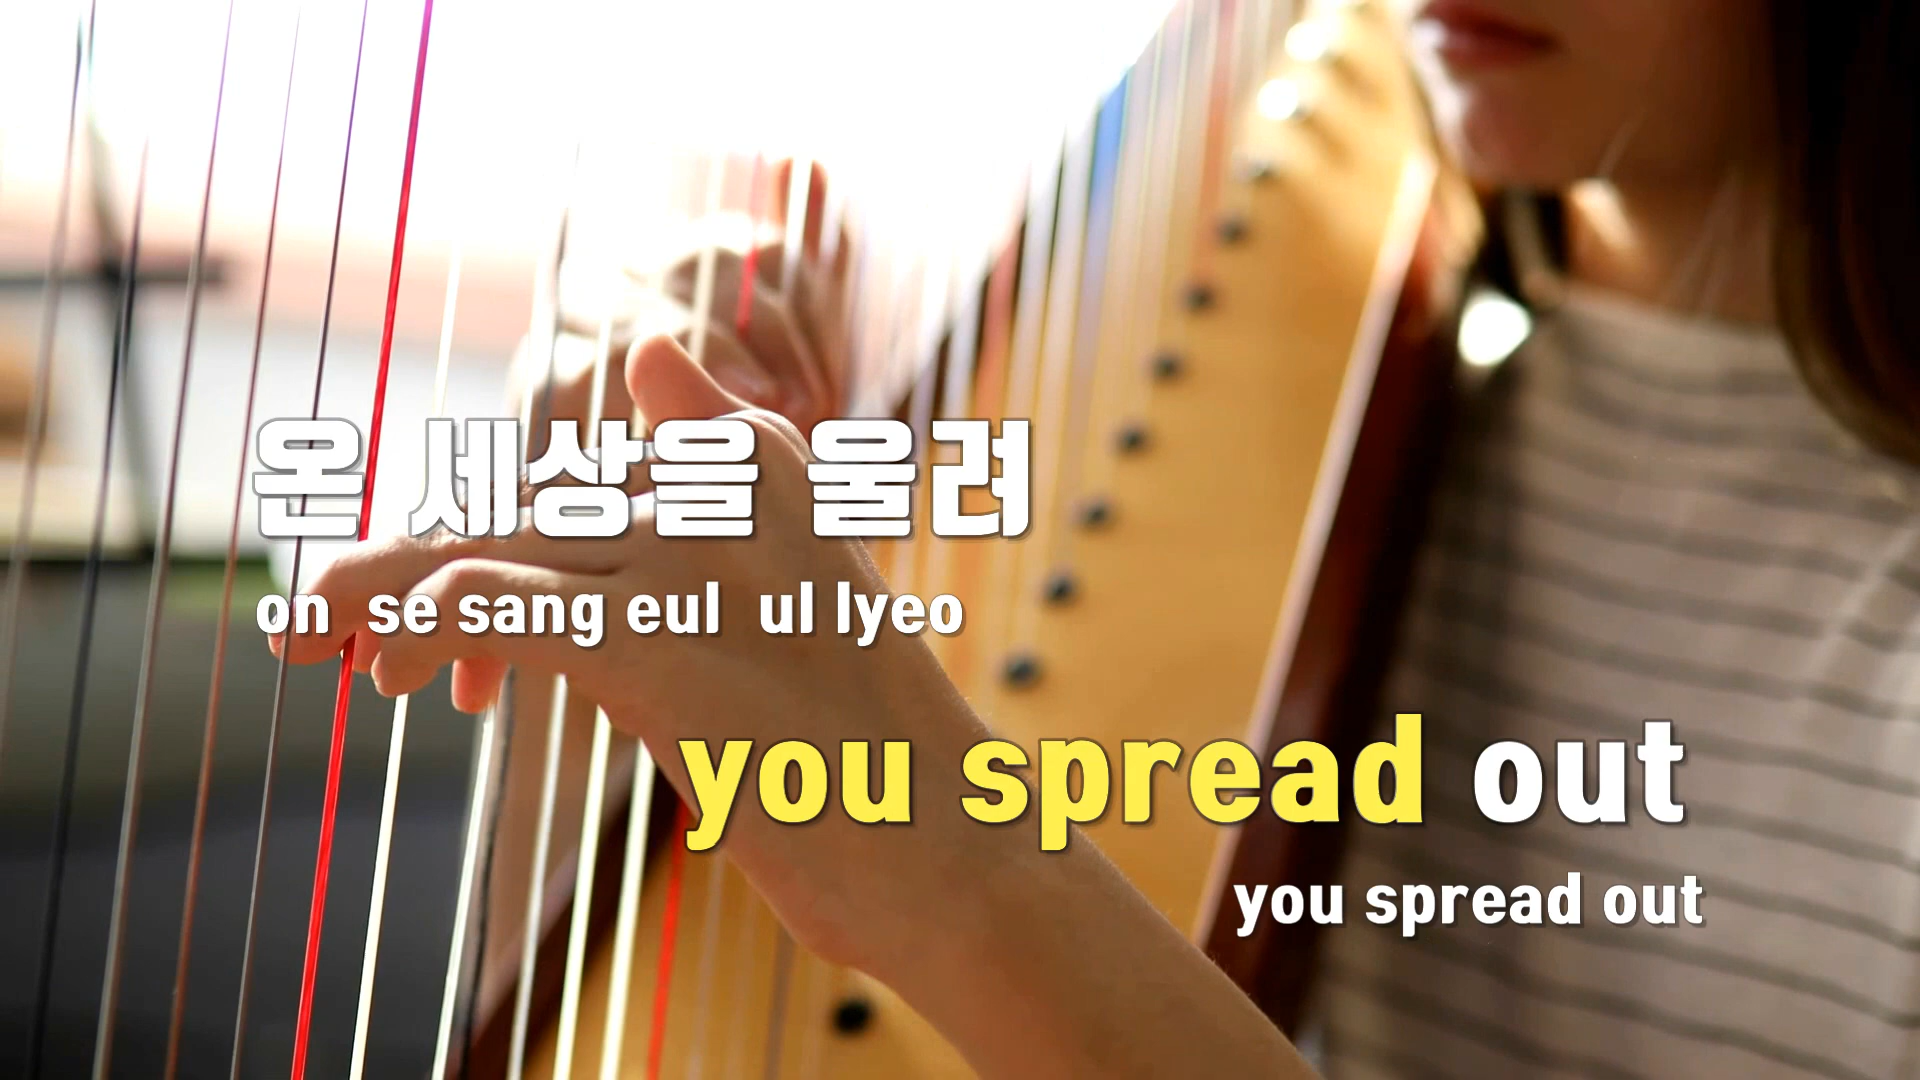 온 세상을 울려
on se sang eul ul lyeo
you spread out
you spread out